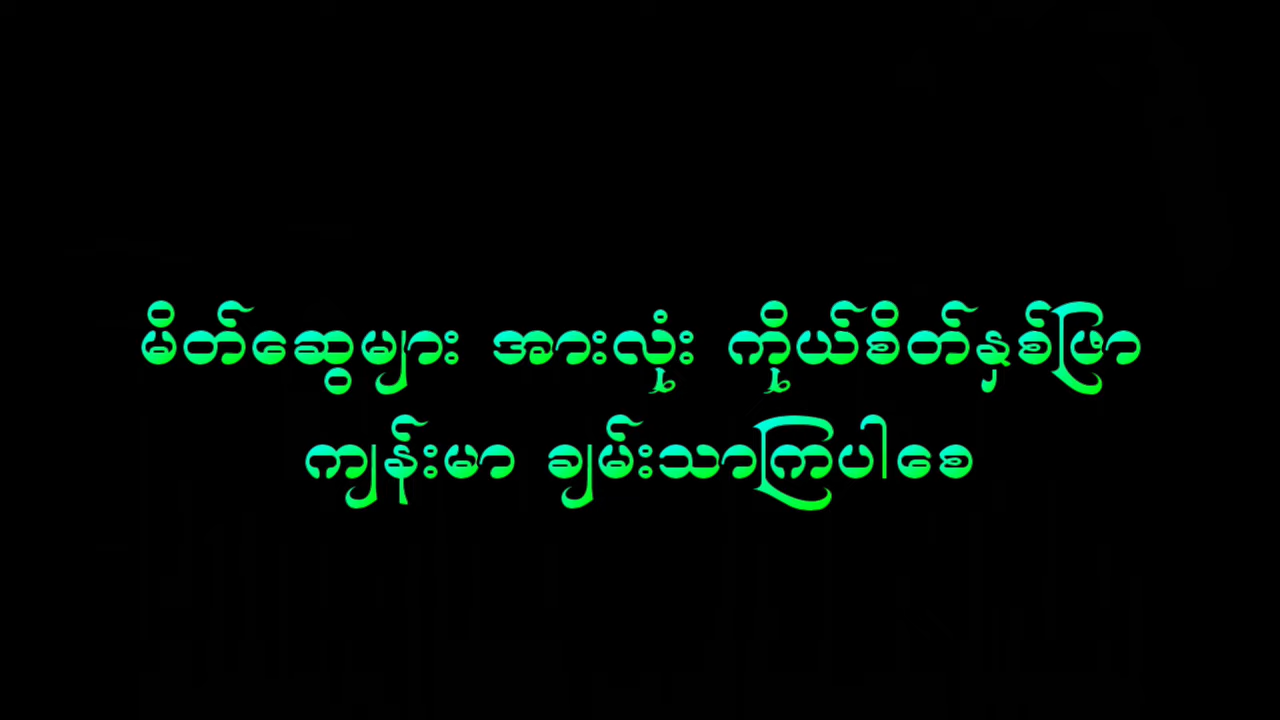 မိတ်ဆွေများ အားလုံး ကိုယ်စိတ်နှစ်ဖြာ
ကျန်းမာ ချမ်းသာကြပါစေ